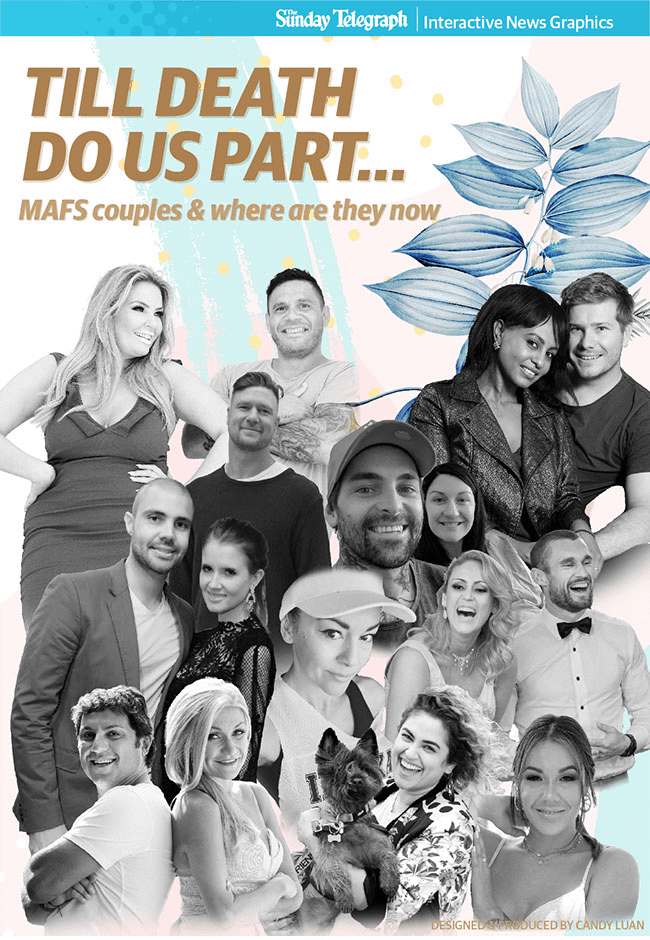 The Sunday Telegraph | Interactive News Graphics
TILL DEATH
DO US PART...
MAFS couples & where are they now
DESIGNED & PRODUCED BY CANDY LUAN